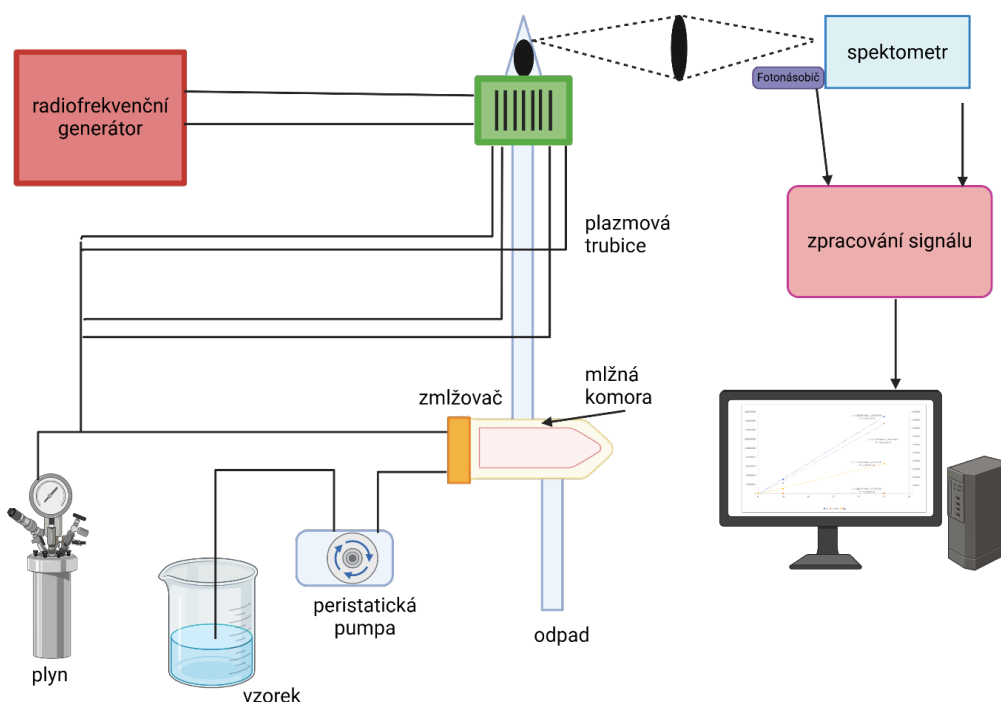 radiofrekvenční
generátor
spektometr
Fotonásobič
plazmová
trubice
zpracování signálu
zmlžovač
mlžná
komora
peristatická
pumpa
odpad
plyn
vzorek